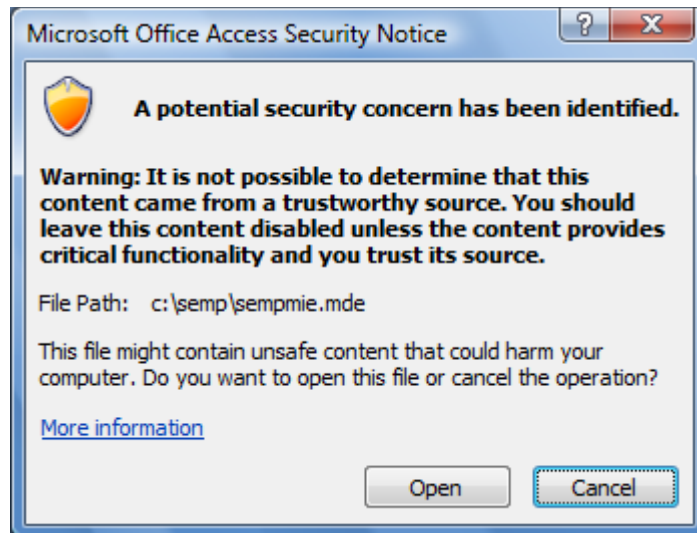 Microsoft Office Access Security Notice
?
A potential security concern has been identified.
Warning: It is not possible to determine that this
content came from a trustworthy source. You should
leave this content disabled unless the content provides
critical functionality and you trust its source.
File Path: c:\semp\sempmie.mde
This file might contain unsafe content that could harm your
computer. Do you want to open this file or cancel the operation?
More information
Open Cancel